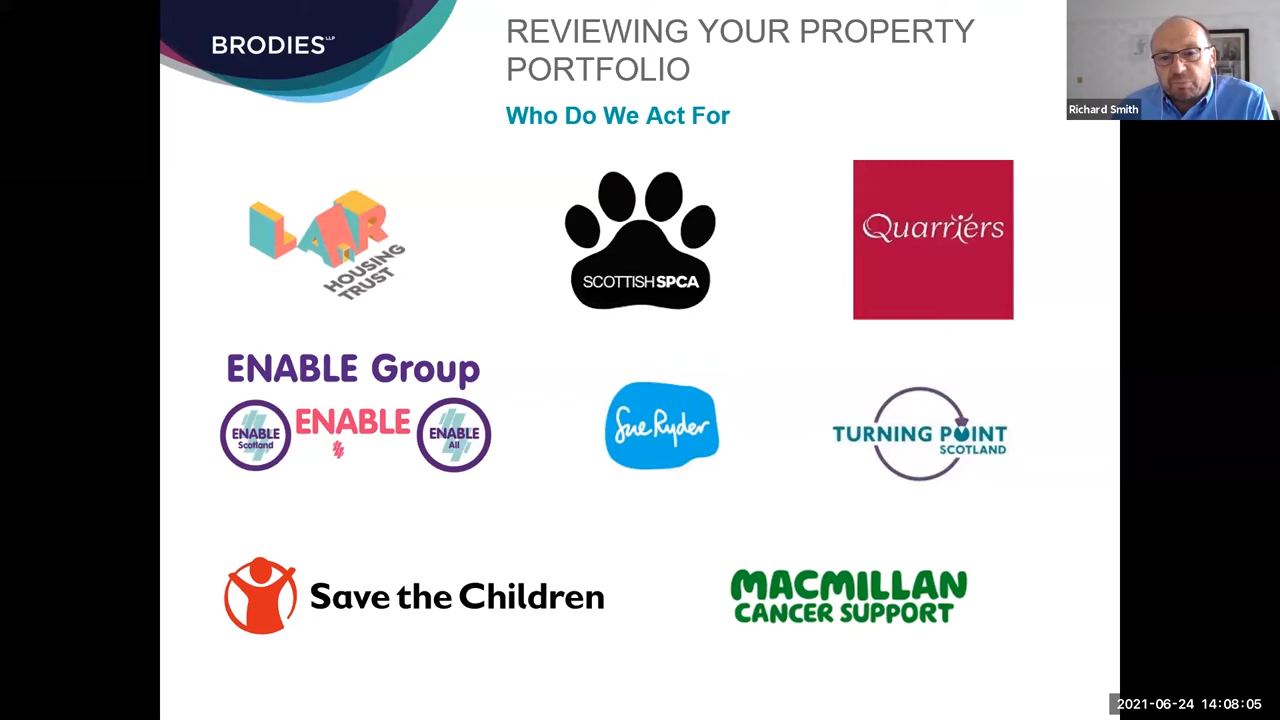 BRODIES LLP
REVIEWING YOUR PROPERTY
PORTFOLIO
Who Do We Act For
Richard Smith
LAR
HOUSING
TRUST
SCOTTISHSPCA
Quarriers
ENABLE Group
ENABLE
Scotland
ENABLE
ENABLE
All
Sue Ryder
TURNING POINT
SCOTLAND
Save the Children
MACMILLAN
CANCER SUPPORT
2021-06-24 14:08:05